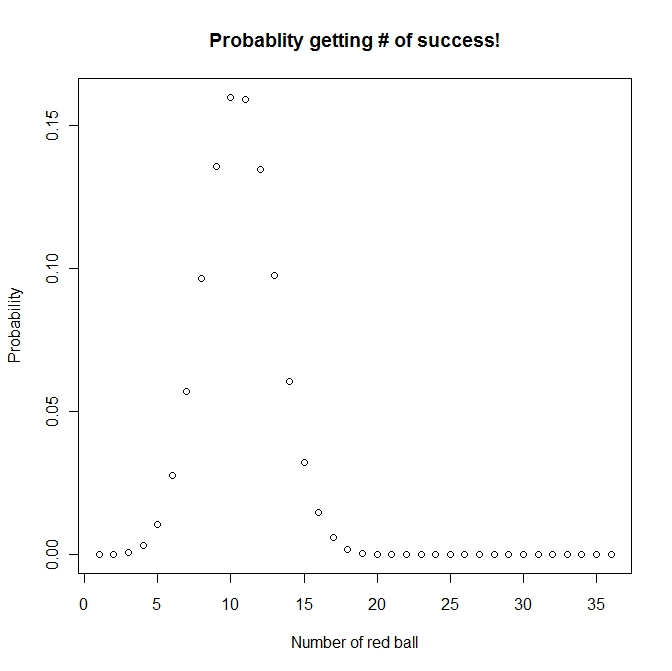 Probablity getting # of success!
Probability
0.15
0.10
0.05
0.00
0 5 10 15 20 25 30 35
Number of red ball